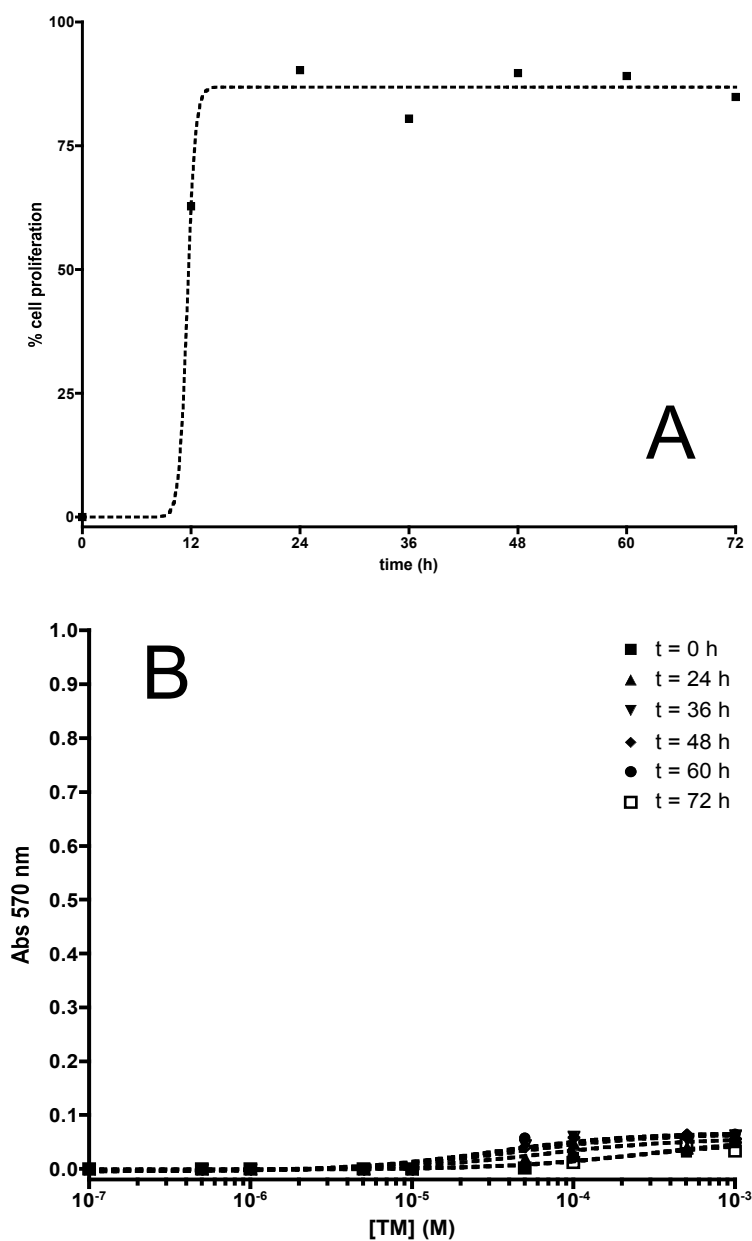 100
75
50
25
0
% cell proliferation
A
0 12 24 36 48 60 72
time (h)
B
1.0
0.9
0.8
0.7
0.6
0.5
0.4
0.3
0.2
0.1
0.0
Abs 570 nm
t = 0 h
t = 24 h
t = 36 h
t = 48 h
t = 60 h
t = 72 h
10⁻⁷ 10⁻⁶ 10⁻⁵ 10⁻⁴ 10⁻³
[TM] (M)